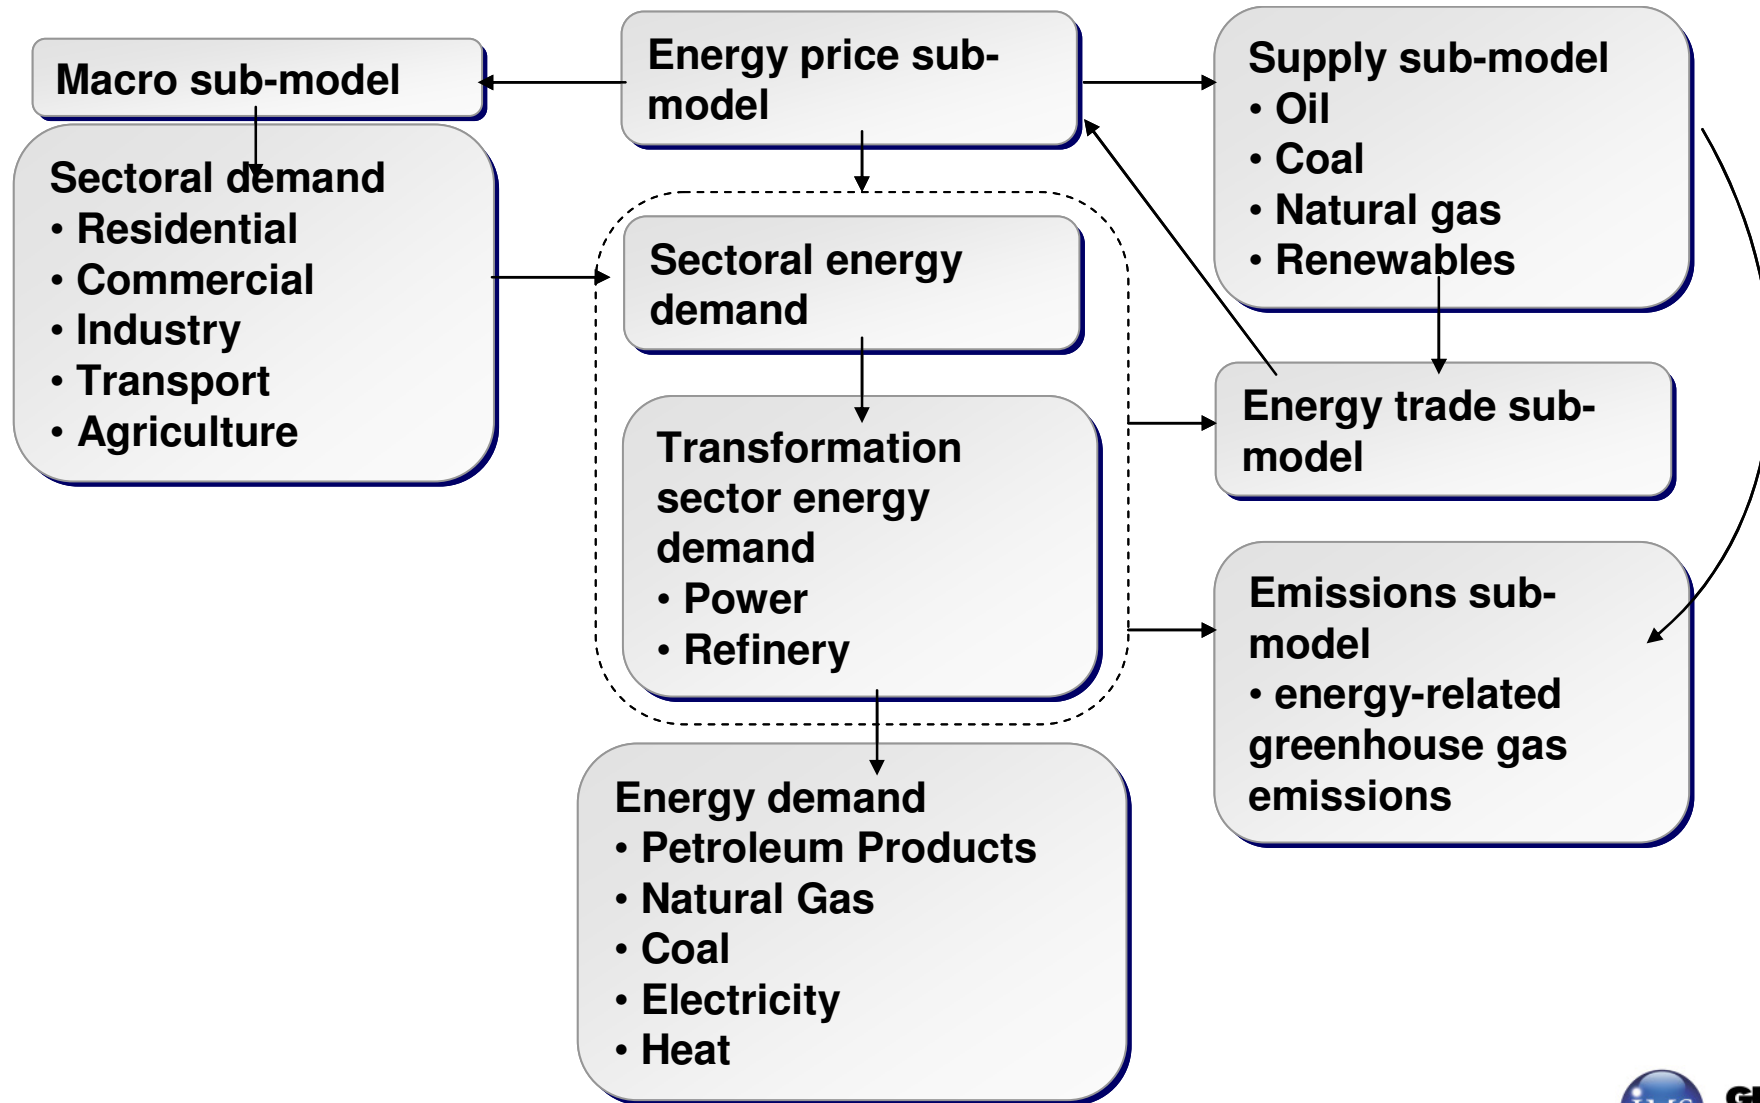 Macro sub-model
Energy price sub-
model
Supply sub-model
• Oil
• Coal
• Natural gas
• Renewables
Sectoral demand
• Residential
• Commercial
• Industry
• Transport
• Agriculture
Sectoral energy
demand
Transformation
sector energy
demand
• Power
• Refinery
Energy trade sub-
model
Emissions sub-
model
• energy-related
greenhouse gas
emissions
Energy demand
• Petroleum Products
• Natural Gas
• Coal
• Electricity
• Heat